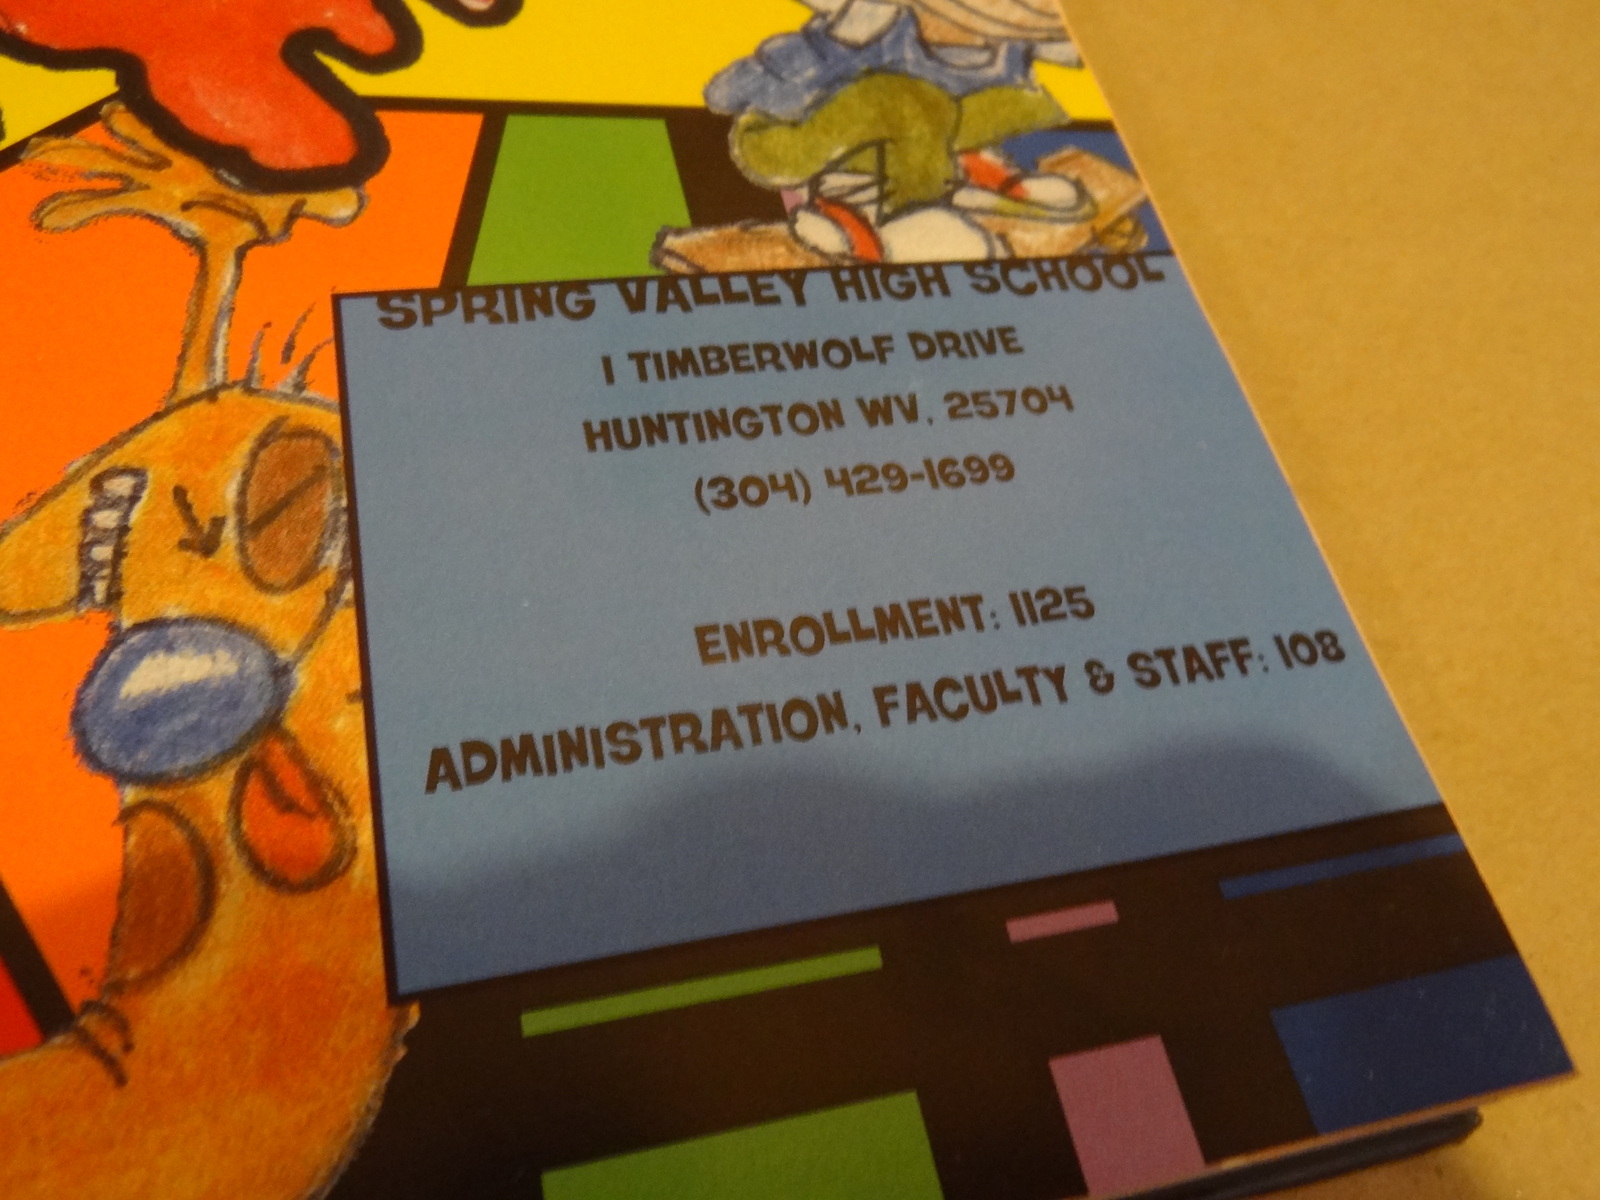 SPRING VALLEY HIGH SCHOOL
1 TIMBERWOLF DRIVE
HUNTINGTON WV, 25704
(304) 429-1699
ENROLLMENT: 1125
ADMINISTRATION, FACULTY & STAFF: 108